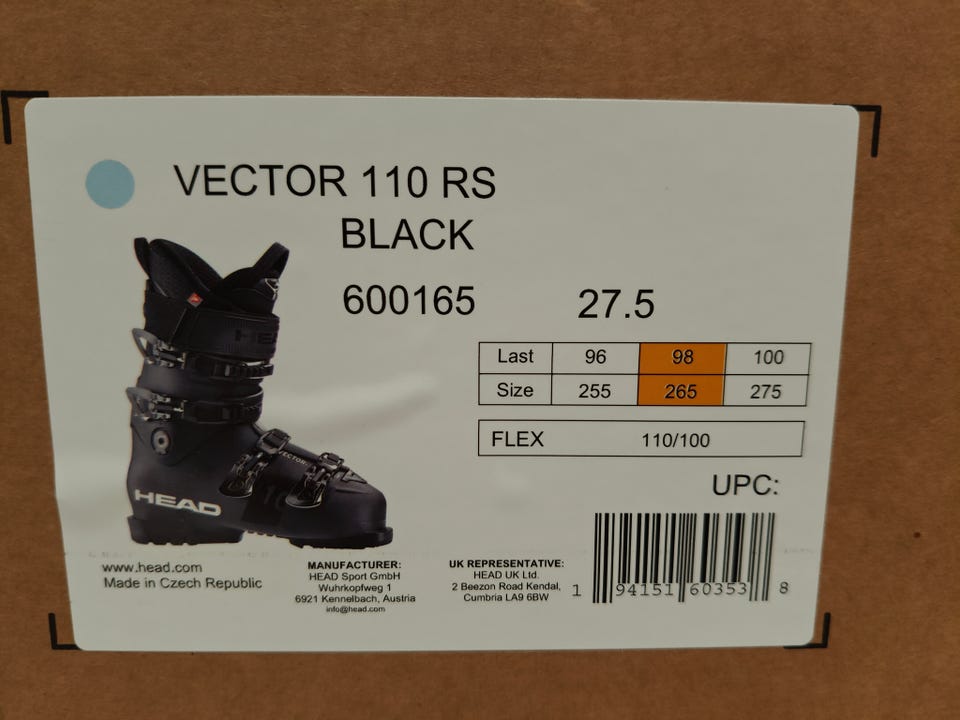 VECTOR 110 RS
BLACK
600165 27.5
HEAD
Last 96 98 100
Size 255 265 275
FLEX 110/100
VECTOR
HEAD
UPC:
www.head.com
Made in Czech Republic
MANUFACTURER:
HEAD Sport GmbH
Wuhrkopfweg 1
6921 Kennelbach, Austria
info@head.com
UK REPRESENTATIVE:
HEAD UK Ltd.
2 Beezon Road Kendal,
Cumbria LA9 6BW
1 94151 60353 8